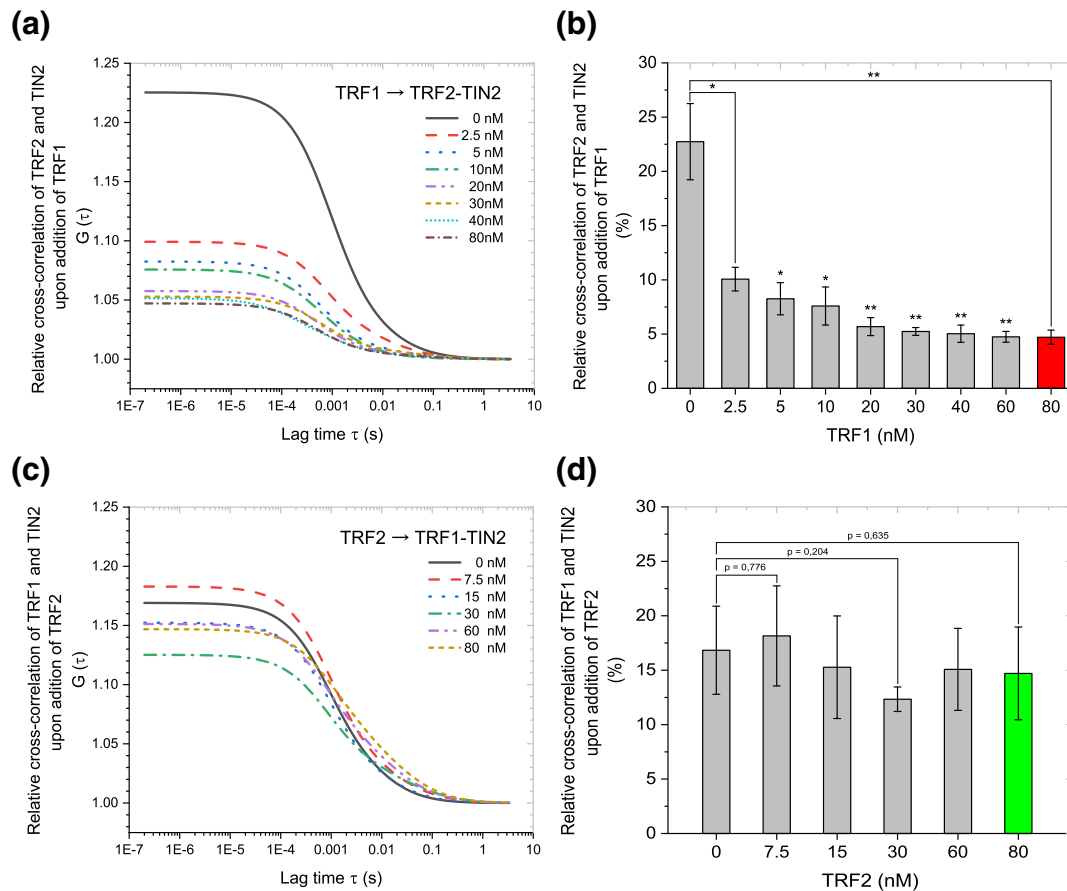 (a)
Relative cross-correlation of TRF2 and TIN2
upon addition of TRF1
G (τ)
1.25
1.20
1.15
1.10
1.05
1.00
TRF1 → TRF2-TIN2
0 nM
2.5 nM
5 nM
10nM
20nM
30nM
40nM
80nM
1E-7 1E-6 1E-5 1E-4 0.001 0.01 0.1 1 10
Lag time τ (s)
(b)
Relative cross-correlation of TRF2 and TIN2
upon addition of TRF1
(%)
30
25
20
15
10
5
0
**
*
* * ** ** ** **
0 2.5 5 10 20 30 40 60 80
TRF1 (nM)
(c)
Relative cross-correlation of TRF1 and TIN2
upon addition of TRF2
G (τ)
1.25
1.20
1.15
1.10
1.05
1.00
TRF2 → TRF1-TIN2
0 nM
7.5 nM
15 nM
30 nM
60 nM
80 nM
1E-7 1E-6 1E-5 1E-4 0.001 0.01 0.1 1 10
Lag time τ (s)
(d)
Relative cross-correlation of TRF1 and TIN2
upon addition of TRF2
(%)
30
25
20
15
10
5
0
p = 0,635
p = 0,204
p = 0,776
0 7.5 15 30 60 80
TRF2 (nM)